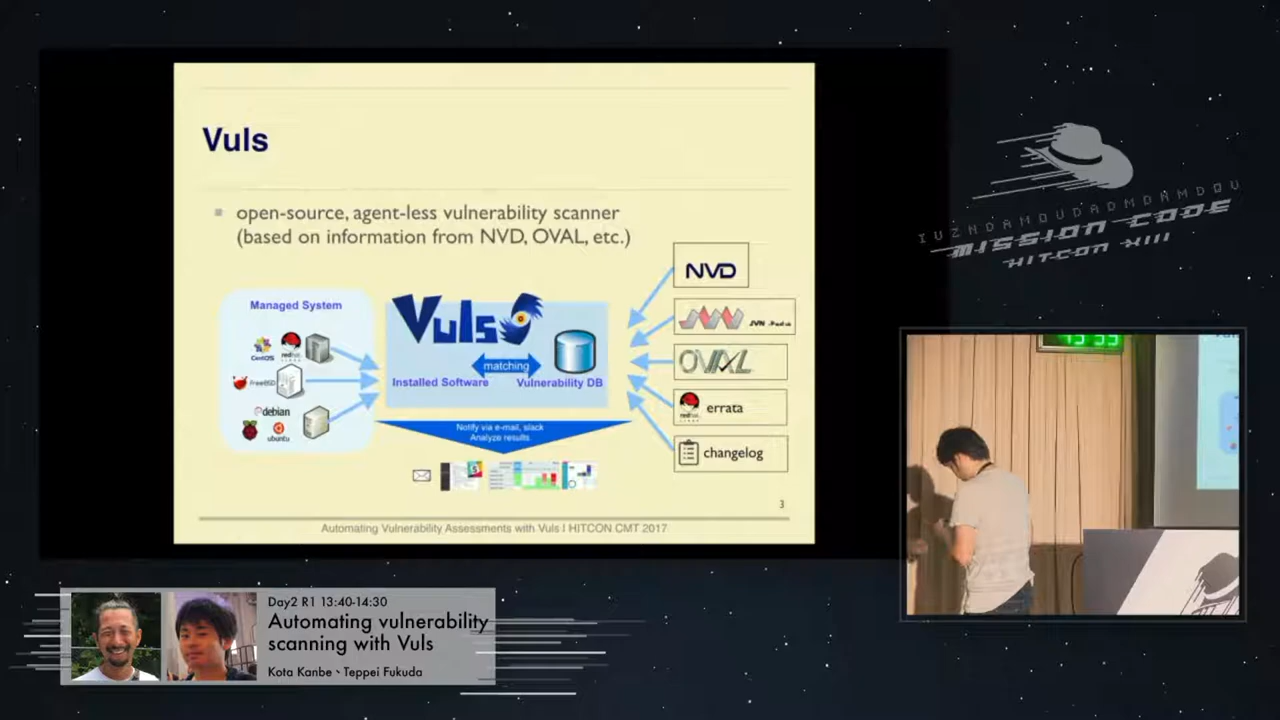 Vuls
open-source, agent-less vulnerability scanner
(based on information from NVD, OVAL, etc.)
Managed System
CentOS
redhat
FreeBSD
debian
ubuntu
Vuls
matching
Installed Software
Vulnerability DB
Notify via e-mail, slack
Analyze results
NVD
JVN
OVAL
redhat
errata
changelog
3
Automating Vulnerability Assessments with Vuls | HITCON CMT 2017
MISSION CODE
HITCON XIII
Day2 R1 13:40-14:30
Automating vulnerability
scanning with Vuls
Kota Kanbe、Teppei Fukuda